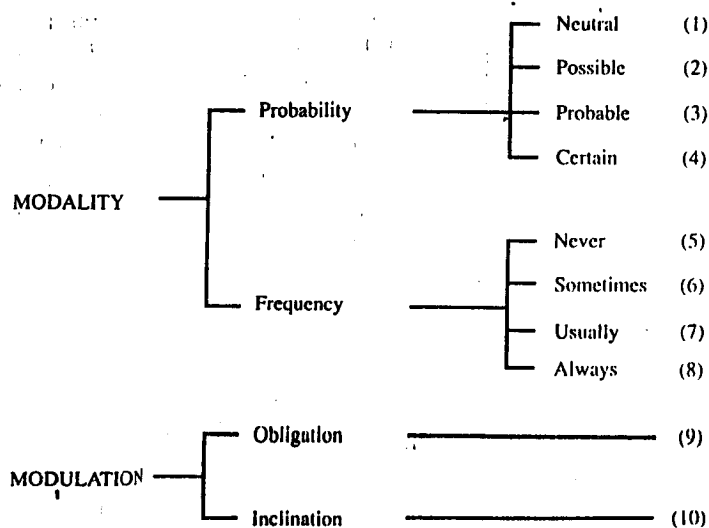 Neutral (1)
Possible (2)
Probability Probable (3)
Certain (4)
MODALITY
Never (5)
Sometimes (6)
Frequency
Usually (7)
Always (8)
Obligation (9)
MODULATION
Inclination (10)